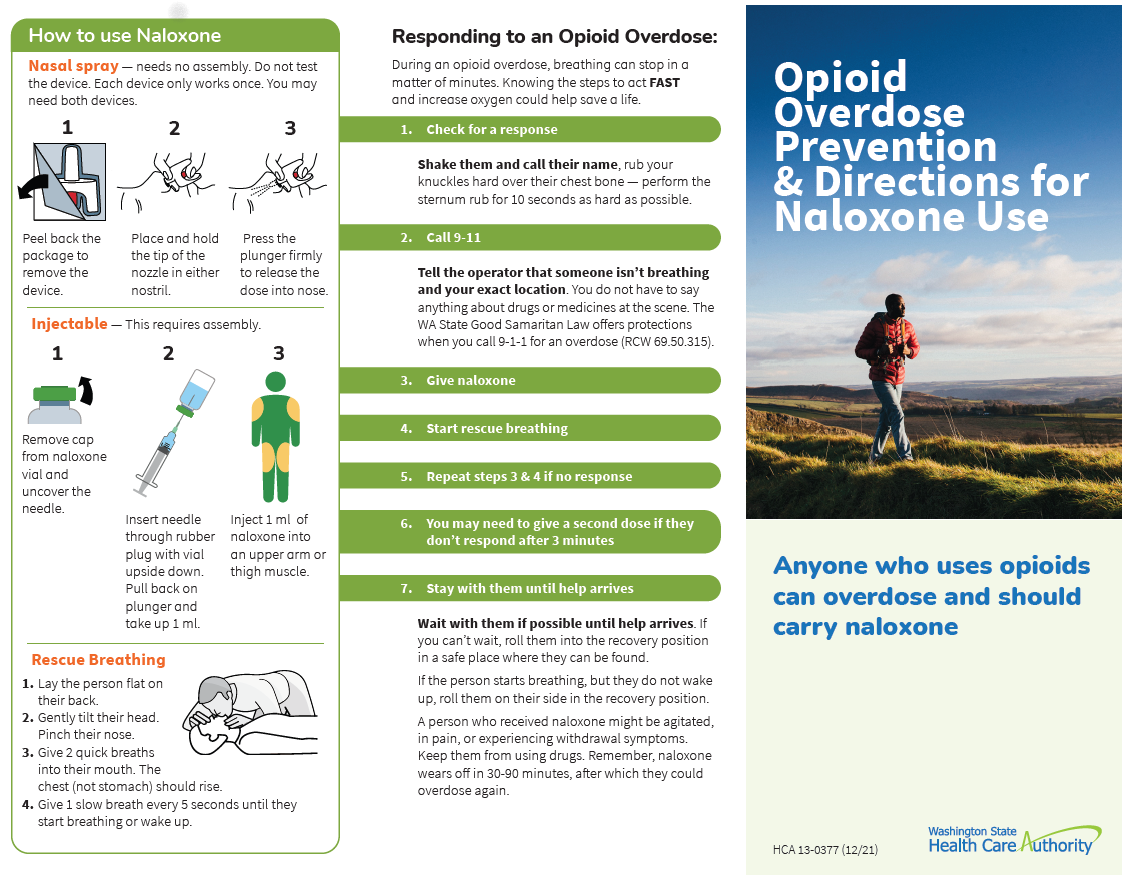 How to use Naloxone
Nasal spray — needs no assembly. Do not test
the device. Each device only works once. You may
need both devices.
1
2
3
Peel back the
package to
remove the
device.
Place and hold
the tip of the
nozzle in either
nostril.
Press the
plunger firmly
to release the
dose into nose.
Injectable — This requires assembly.
1
2
3
Remove cap
from naloxone
vial and
uncover the
needle.
Insert needle
through rubber
plug with vial
upside down.
Pull back on
plunger and
take up 1 ml.
Inject 1 ml of
naloxone into
an upper arm or
thigh muscle.
Rescue Breathing
1. Lay the person flat on
their back.
2. Gently tilt their head.
Pinch their nose.
3. Give 2 quick breaths
into their mouth. The
chest (not stomach) should rise.
4. Give 1 slow breath every 5 seconds until they
start breathing or wake up.
Responding to an Opioid Overdose:
During an opioid overdose, breathing can stop in a
matter of minutes. Knowing the steps to act FAST
and increase oxygen could help save a life.
1. Check for a response
Shake them and call their name, rub your
knuckles hard over their chest bone — perform the
sternum rub for 10 seconds as hard as possible.
2. Call 9-11
Tell the operator that someone isn't breathing
and your exact location. You do not have to say
anything about drugs or medicines at the scene. The
WA State Good Samaritan Law offers protections
when you call 9-1-1 for an overdose (RCW 69.50.315).
3. Give naloxone
4. Start rescue breathing
5. Repeat steps 3 & 4 if no response
6. You may need to give a second dose if they
don't respond after 3 minutes
7. Stay with them until help arrives
Wait with them if possible until help arrives. If
you can't wait, roll them into the recovery position
in a safe place where they can be found.
If the person starts breathing, but they do not wake
up, roll them on their side in the recovery position.
A person who received naloxone might be agitated,
in pain, or experiencing withdrawal symptoms.
Keep them from using drugs. Remember, naloxone
wears off in 30-90 minutes, after which they could
overdose again.
Opioid
Overdose
Prevention
& Directions for
Naloxone Use
Anyone who uses opioids
can overdose and should
carry naloxone
HCA 13-0377 (12/21)
Washington State
Health Care Authority